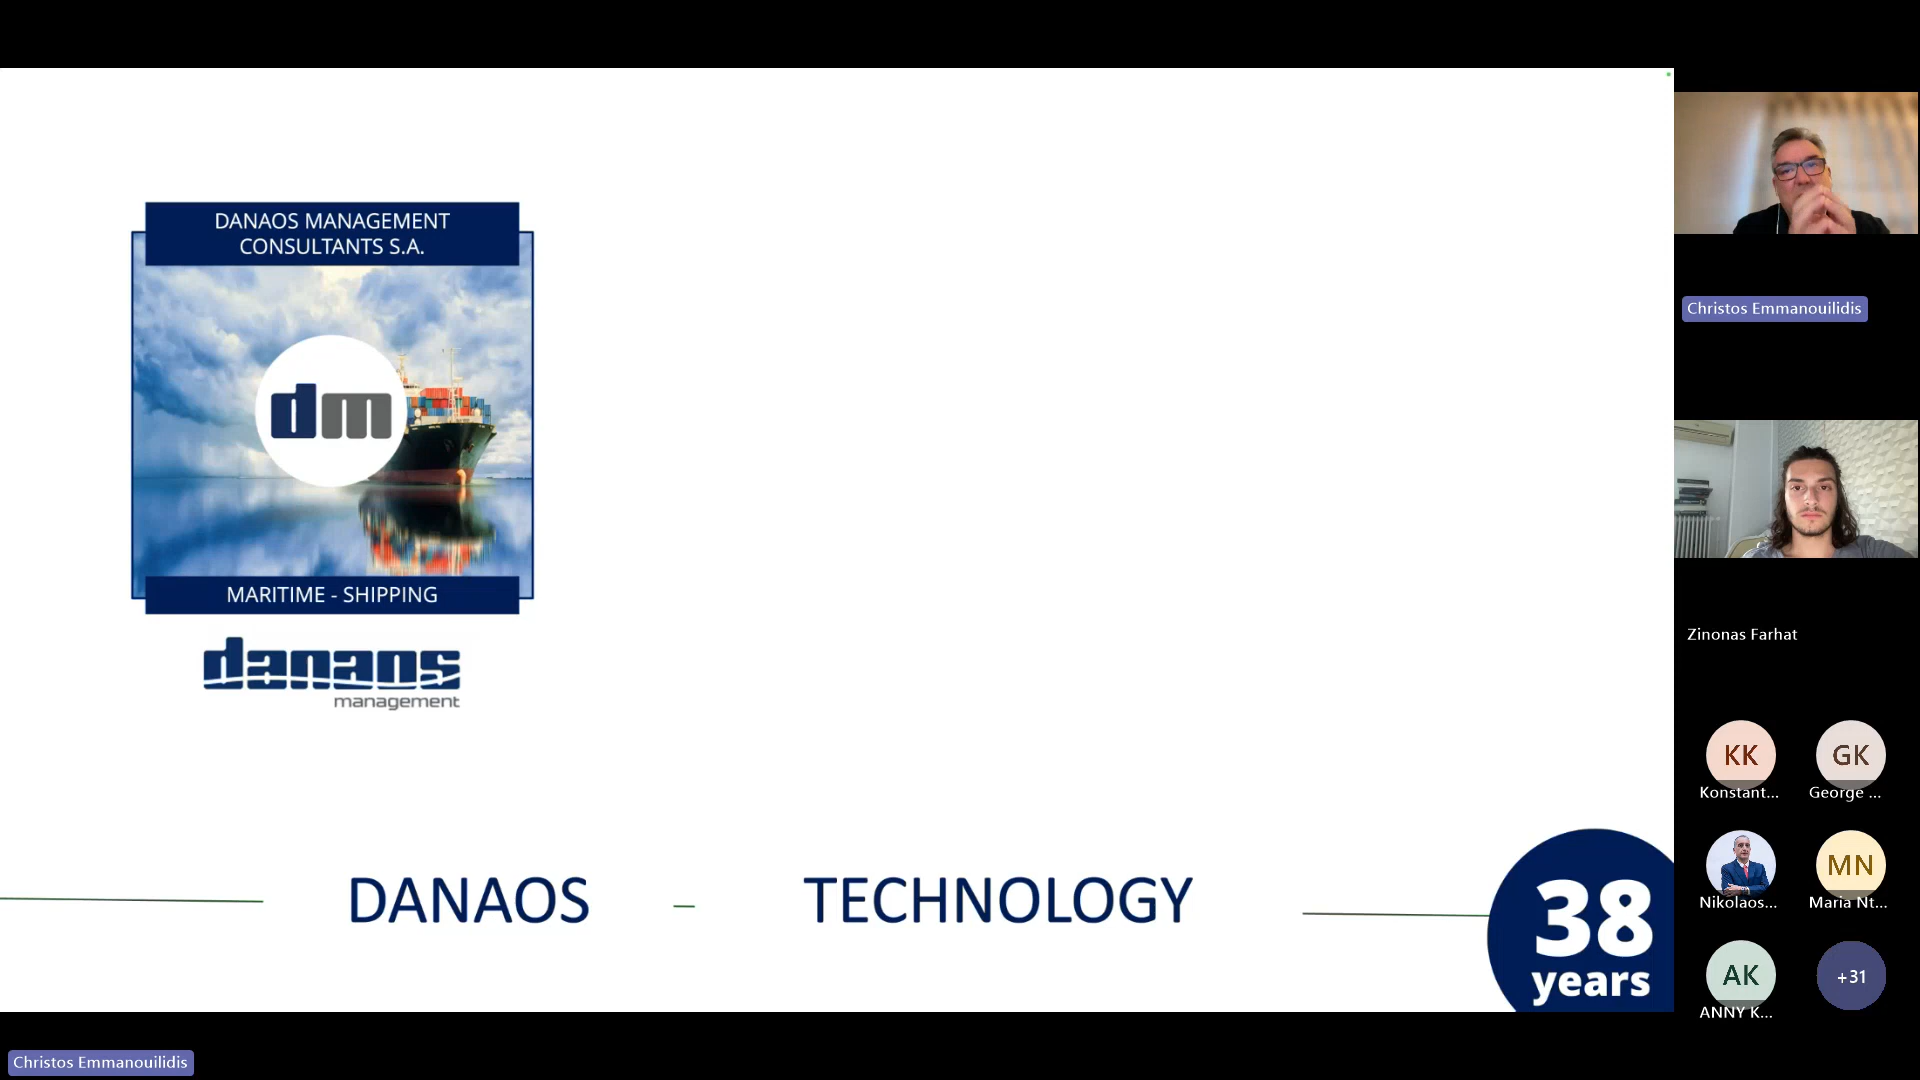 DANAOS MANAGEMENT
CONSULTANTS S.A.
dm
MARITIME - SHIPPING
danaos
management
DANAOS - TECHNOLOGY
38
years
Christos Emmanouilidis
Zinonas Farhat
KK
Konstant...
GK
George ...
Nikolaos...
MN
Maria Nt...
AK
ANNY K...
+31
Christos Emmanouilidis